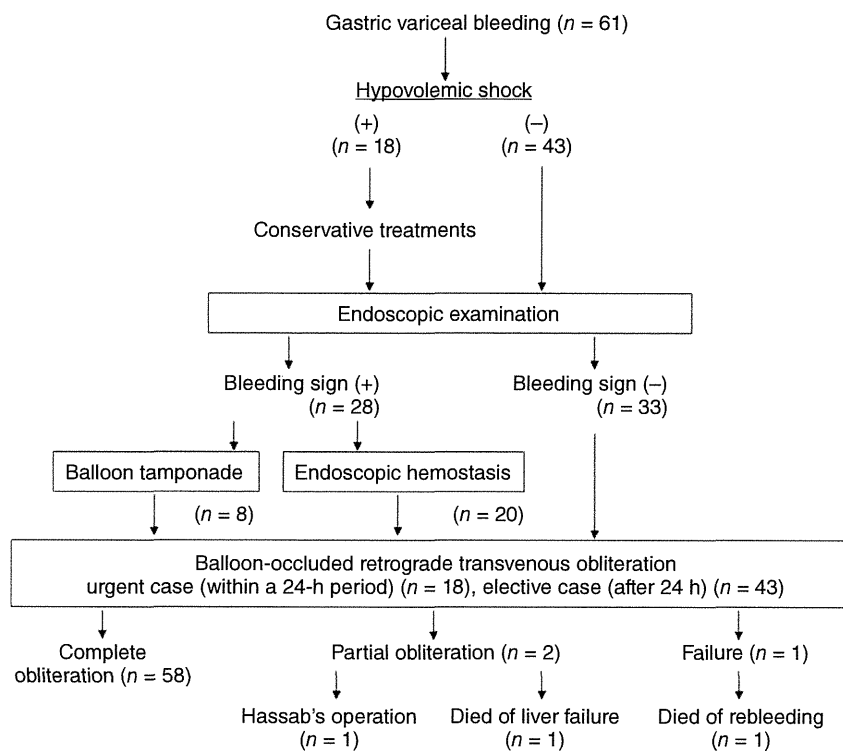 Gastric variceal bleeding (n = 61)
Hypovolemic shock
(+) (–)
(n = 18) (n = 43)
Conservative treatments
Endoscopic examination
Bleeding sign (+) Bleeding sign (–)
(n = 28) (n = 33)
Balloon tamponade Endoscopic hemostasis
(n = 8) (n = 20)
Balloon-occluded retrograde transvenous obliteration
urgent case (within a 24-h period) (n = 18), elective case (after 24 h) (n = 43)
Complete Partial obliteration (n = 2) Failure (n = 1)
obliteration (n = 58)
Hassab's operation Died of liver failure Died of rebleeding
(n = 1) (n = 1) (n = 1)